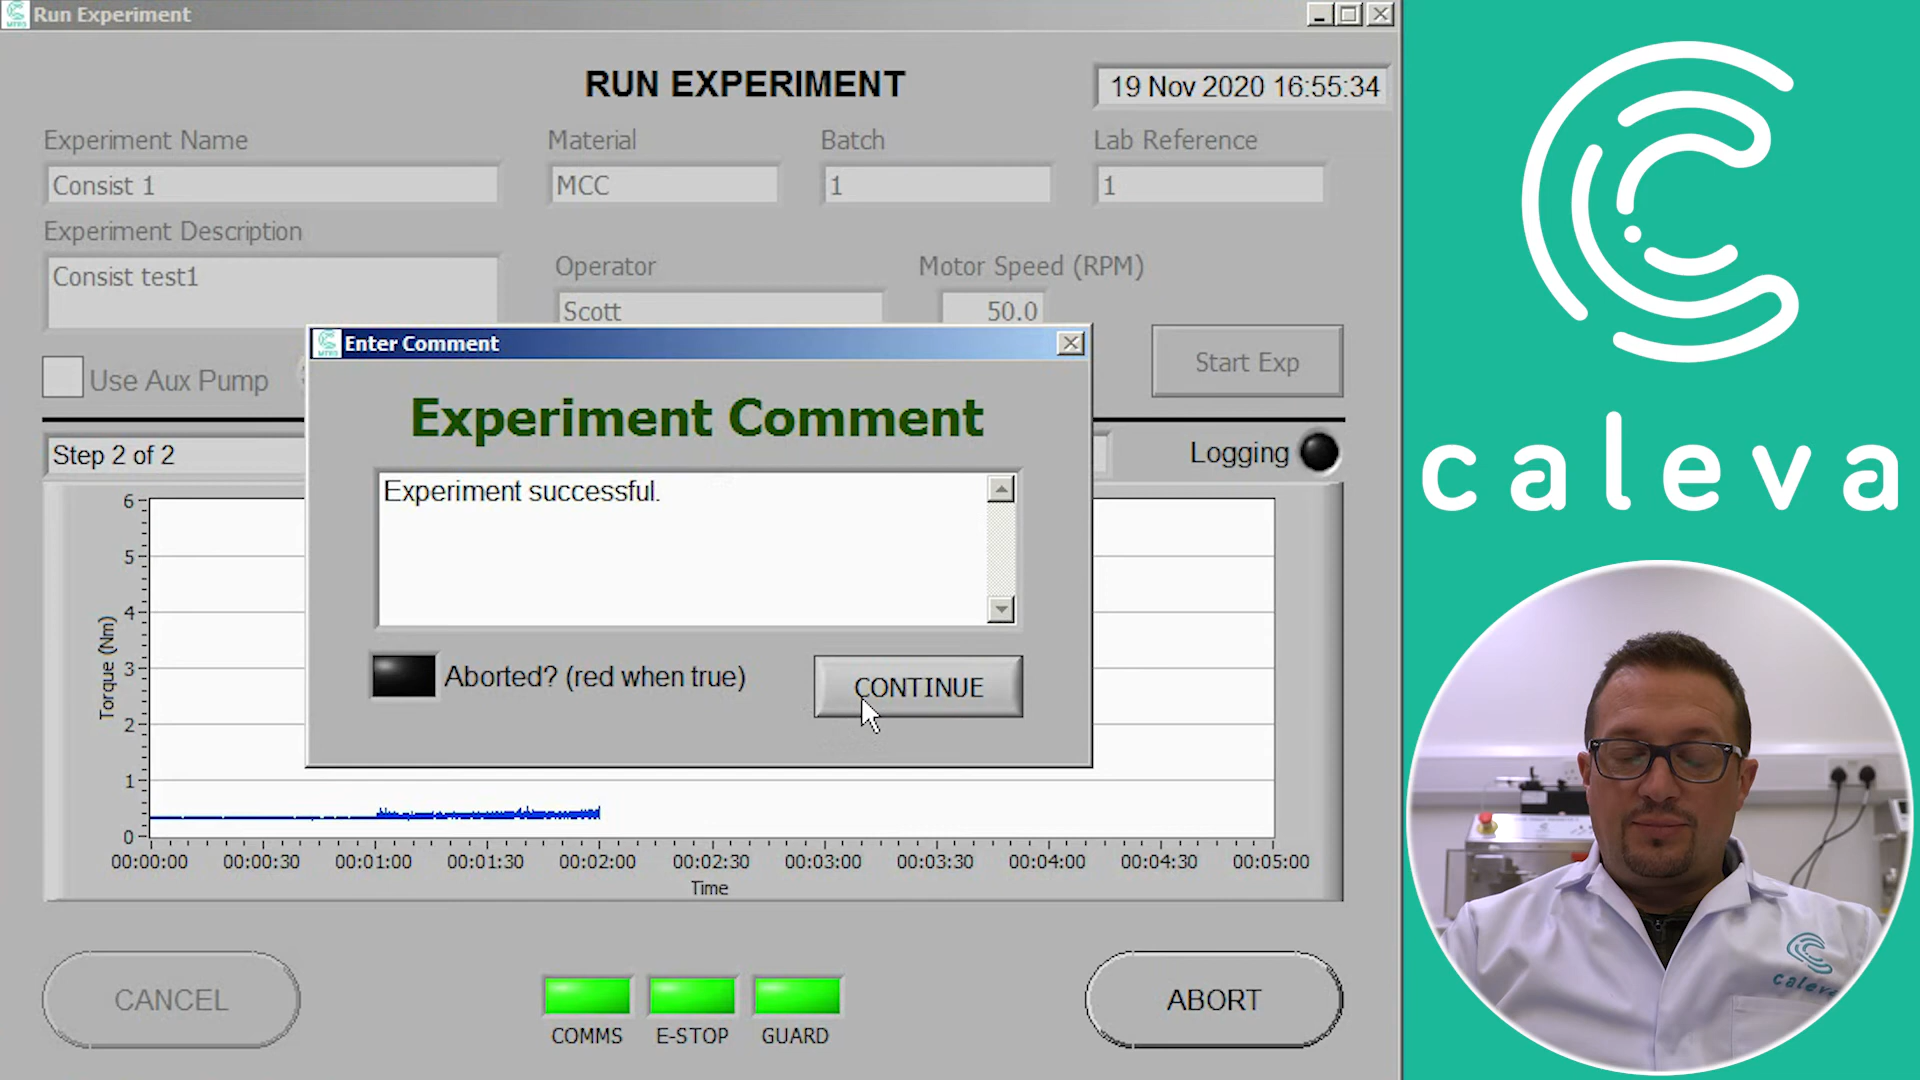 Run Experiment
RUN EXPERIMENT
19 Nov 2020 16:55:34
Experiment Name
Material
Batch
Lab Reference
Consist 1
MCC
1
1
Experiment Description
Operator
Motor Speed (RPM)
Consist test1
Scott
50.0
Use Aux Pump
Start Exp
Enter Comment
Experiment Comment
Experiment successful.
Aborted? (red when true)
CONTINUE
Step 2 of 2
Logging
6
5
4
3
2
1
0
Torque (Nm)
00:00:00
00:00:30
00:01:00
00:01:30
00:02:00
00:02:30
00:03:00
00:03:30
00:04:00
00:04:30
00:05:00
Time
CANCEL
COMMS
E-STOP
GUARD
ABORT
caleva
caleva